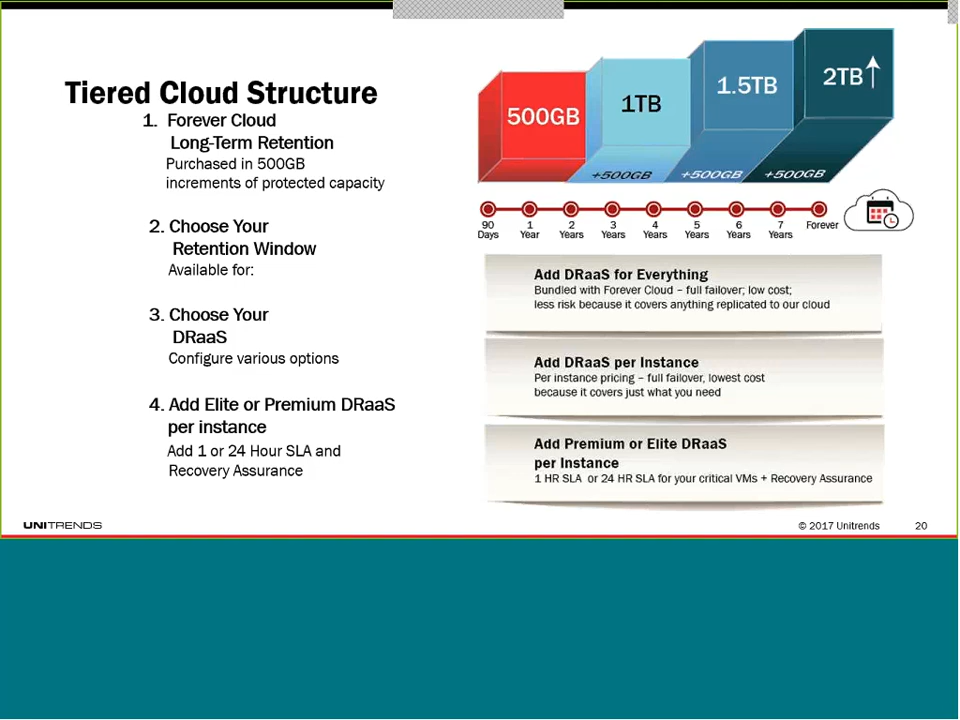 Tiered Cloud Structure
1. Forever Cloud
Long-Term Retention
Purchased in 500GB
increments of protected capacity
2. Choose Your
Retention Window
Available for:
3. Choose Your
DRaaS
Configure various options
4. Add Elite or Premium DRaaS
per instance
Add 1 or 24 Hour SLA and
Recovery Assurance
500GB
1TB
1.5TB
2TB
+500GB
+500GB
+500GB
90 Days
1 Year
2 Years
3 Years
4 Years
5 Years
6 Years
7 Years
Forever
Add DRaaS for Everything
Bundled with Forever Cloud – full failover; low cost;
less risk because it covers anything replicated to our cloud
Add DRaaS per Instance
Per instance pricing – full failover, lowest cost
because it covers just what you need
Add Premium or Elite DRaaS
per Instance
1 HR SLA or 24 HR SLA for your critical VMs + Recovery Assurance
UNITRENDS
© 2017 Unitrends
20